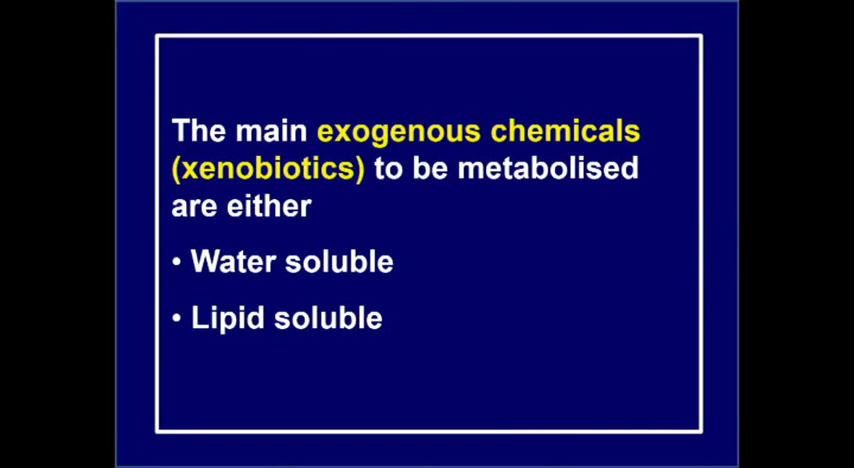 The main exogenous chemicals
(xenobiotics) to be metabolised
are either
• Water soluble
• Lipid soluble